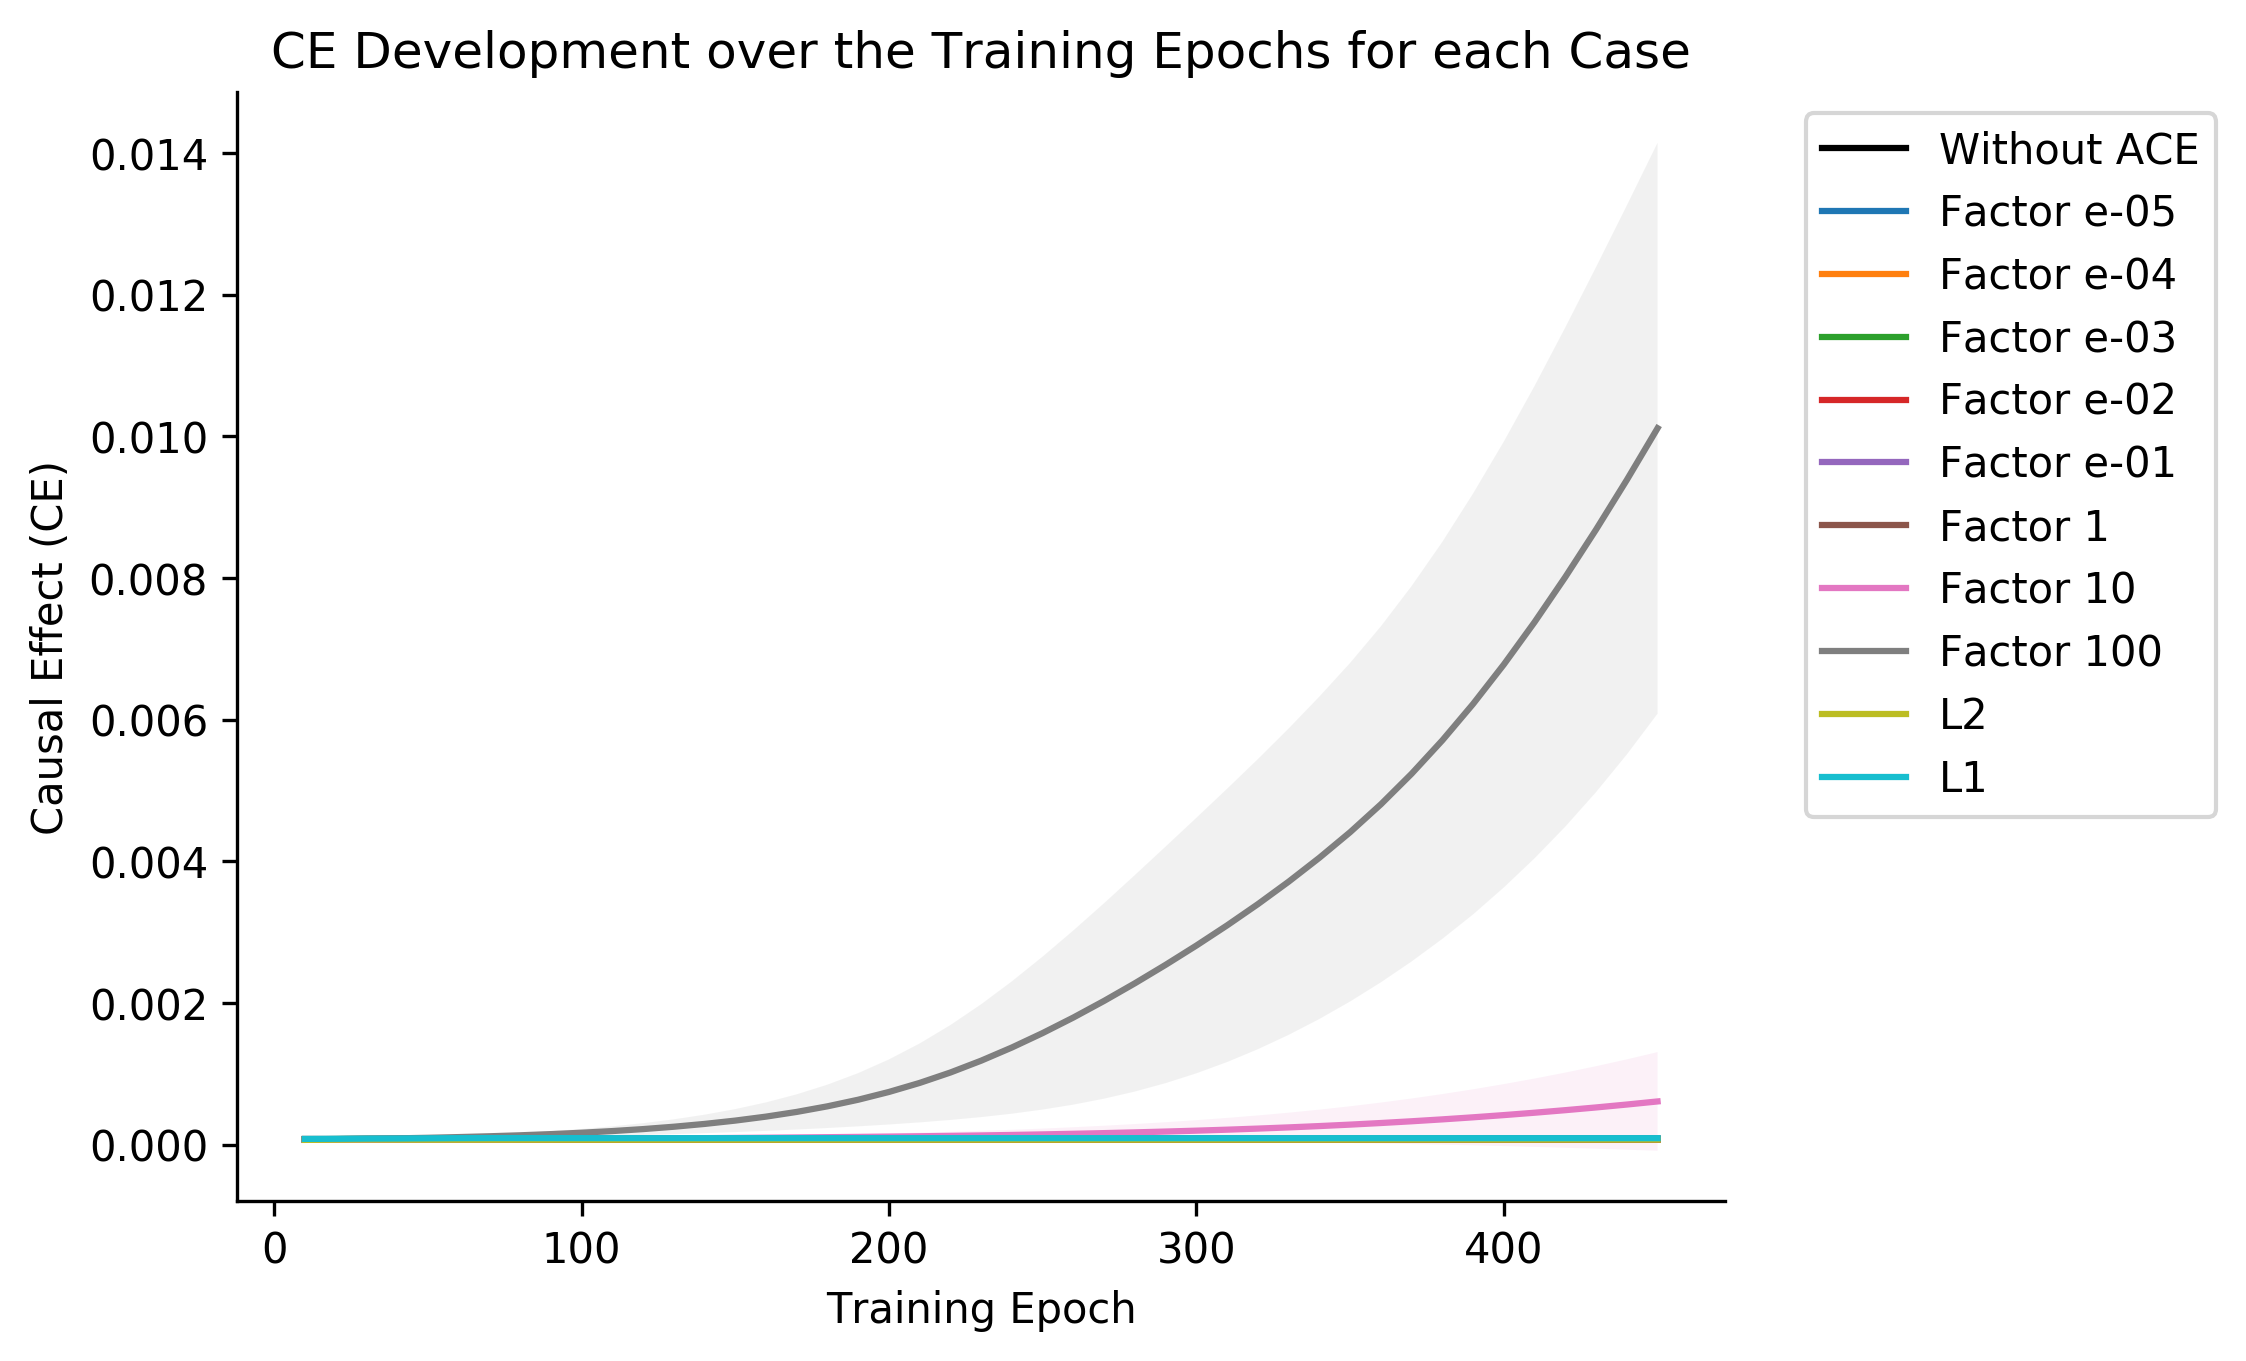 CE Development over the Training Epochs for each Case
Causal Effect (CE)
0.014
0.012
0.010
0.008
0.006
0.004
0.002
0.000
0
100
200
300
400
Training Epoch
Without ACE
Factor e-05
Factor e-04
Factor e-03
Factor e-02
Factor e-01
Factor 1
Factor 10
Factor 100
L2
L1